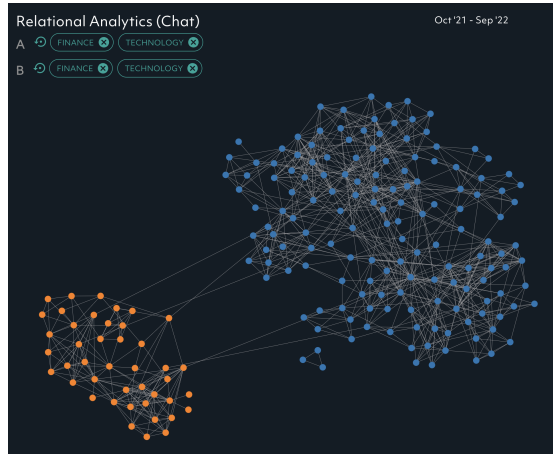 Relational Analytics (Chat)
Oct '21 - Sep '22
A FINANCE TECHNOLOGY
B FINANCE TECHNOLOGY